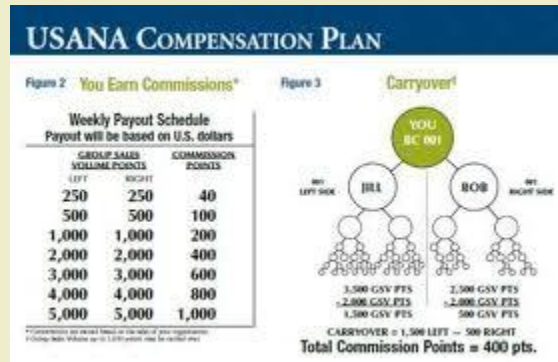 USANA COMPENSATION PLAN
Figure 2 You Earn Commissions*
Weekly Payout Schedule
Payout will be based on U.S. dollars
GROUP SALES COMMISSION
VOLUME POINTS POINTS
LEFT RIGHT
250 250 40
500 500 100
1,000 1,000 200
2,000 2,000 400
3,000 3,000 600
4,000 4,000 800
5,000 5,000 1,000
Figure 3 Carryover
YOU
BC 001
001
LEFT SIDE
JILL
BOB
001
RIGHT SIDE
3,500 GSV PTS 2,500 GSV PTS
-2,000 GSV PTS -2,000 GSV PTS
1,500 GSV PTS 500 GSV PTS
CARRYOVER = 1,500 LEFT — 500 RIGHT
Total Commission Points = 400 pts.